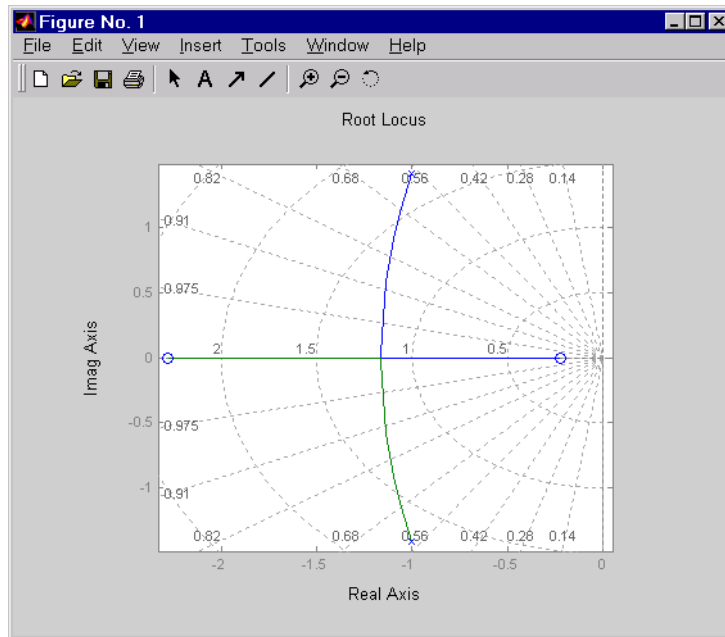 Figure No. 1
File Edit View Insert Tools Window Help
A
Root Locus
0.82 0.68 0.56 0.42 0.28 0.14
1 0.91
0.5 0.975
0 2 1.5 1 0.5
-0.5 0.975
-1 0.91
0.82 0.68 0.56 0.42 0.28 0.14
-2 -1.5 -1 -0.5 0
Imag Axis
Real Axis